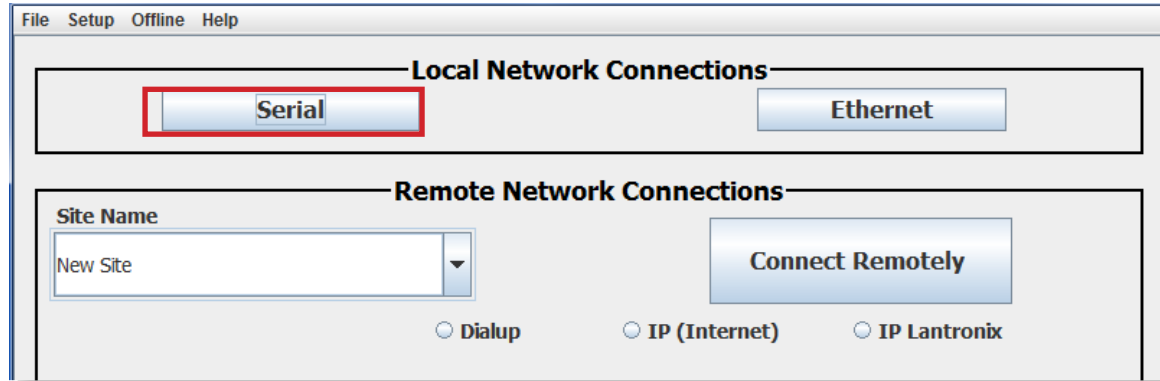 File Setup Offline Help
Local Network Connections
Serial Ethernet
Remote Network Connections
Site Name
New Site
Connect Remotely
Dialup IP (Internet) IP Lantronix